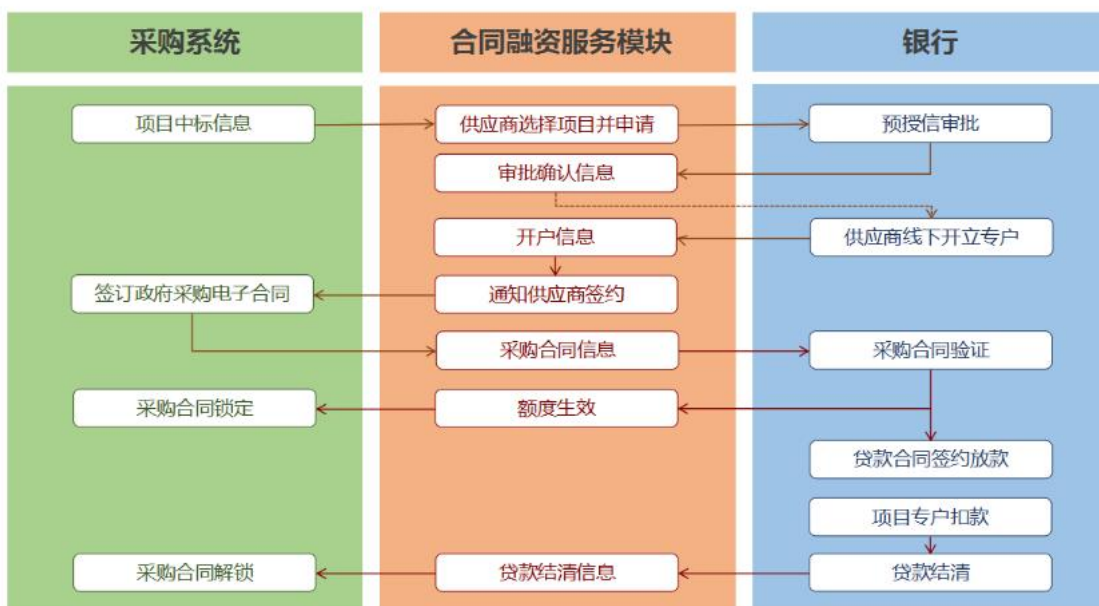 采购系统
合同融资服务模块
银行
项目中标信息
供应商选择项目并申请
预授信审批
审批确认信息
开户信息
供应商线下开立专户
签订政府采购电子合同
通知供应商签约
采购合同信息
采购合同验证
采购合同锁定
额度生效
贷款合同签约放款
项目专户扣款
采购合同解锁
贷款结清信息
贷款结清